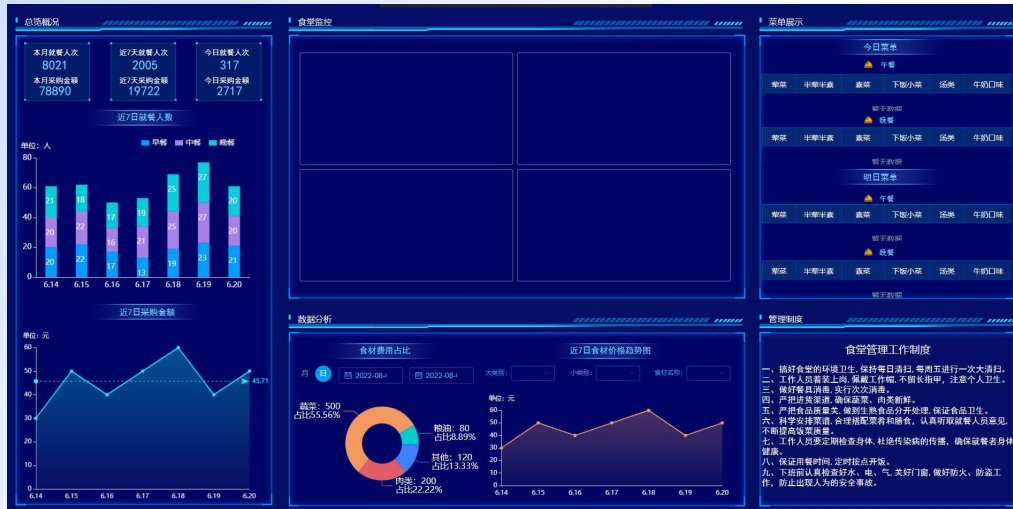 总览概况
本月就餐人次
近7天就餐人次
今日就餐人次
8021
2005
317
本月采购金额
近7天采购金额
今日采购金额
78890
19722
2717
近7日就餐人数
单位: 人
早餐 中餐 晚餐
80
60
40
20
0
21 18 17 19 25 27 20
20 22 16 21 25 27 20
20 22 17 13 19 23 21
6.14 6.15 6.16 6.17 6.18 6.19 6.20
近7日采购金额
单位: 元
60
50
40
30
20
10
0
45.71
6.14 6.15 6.16 6.17 6.18 6.19 6.20
食堂监控
数据分析
食材费用占比
月 日 2022-08-
2022-08-
蔬菜: 500
占比55.56%
粮油: 80
占比8.89%
其他: 120
占比13.33%
肉类: 200
占比22.22%
近7日食材价格趋势图
大类别:
小类别:
食材名称:
单位: 元
60
50
40
30
20
10
0
6.14 6.15 6.16 6.17 6.18 6.19 6.20
菜单展示
今日菜单
午餐
荤菜 半荤半素 素菜 下饭小菜 汤类 牛奶口味
暂无数据
晚餐
荤菜 半荤半素 素菜 下饭小菜 汤类 牛奶口味
暂无数据
明日菜单
午餐
荤菜 半荤半素 素菜 下饭小菜 汤类 牛奶口味
暂无数据
晚餐
荤菜 半荤半素 素菜 下饭小菜 汤类 牛奶口味
暂无数据
管理制度
食堂管理工作制度
一、搞好食堂的环境卫生,保持每日清扫,每周五进行一次大清扫。
二、工作人员着装上岗,佩戴工作帽,不留长指甲,注意个人卫生。
三、做好餐具消毒,实行次次消毒。
四、严把进货渠道,确保蔬菜、肉类新鲜。
五、严把食品质量关,做到生熟食品分开处理,保证食品卫生。
六、科学安排菜谱,合理搭配菜肴和膳食,认真听取就餐人员意见,
不断提高饭菜质量。
七、工作人员要定期检查身体,杜绝传染病的传播,确保就餐者身体
健康。
八、保证用餐时间,定时按点开饭。
九、下班前认真检查好水、电、气,关好门窗,做好防火、防盗工
作,防止出现人为的安全事故。